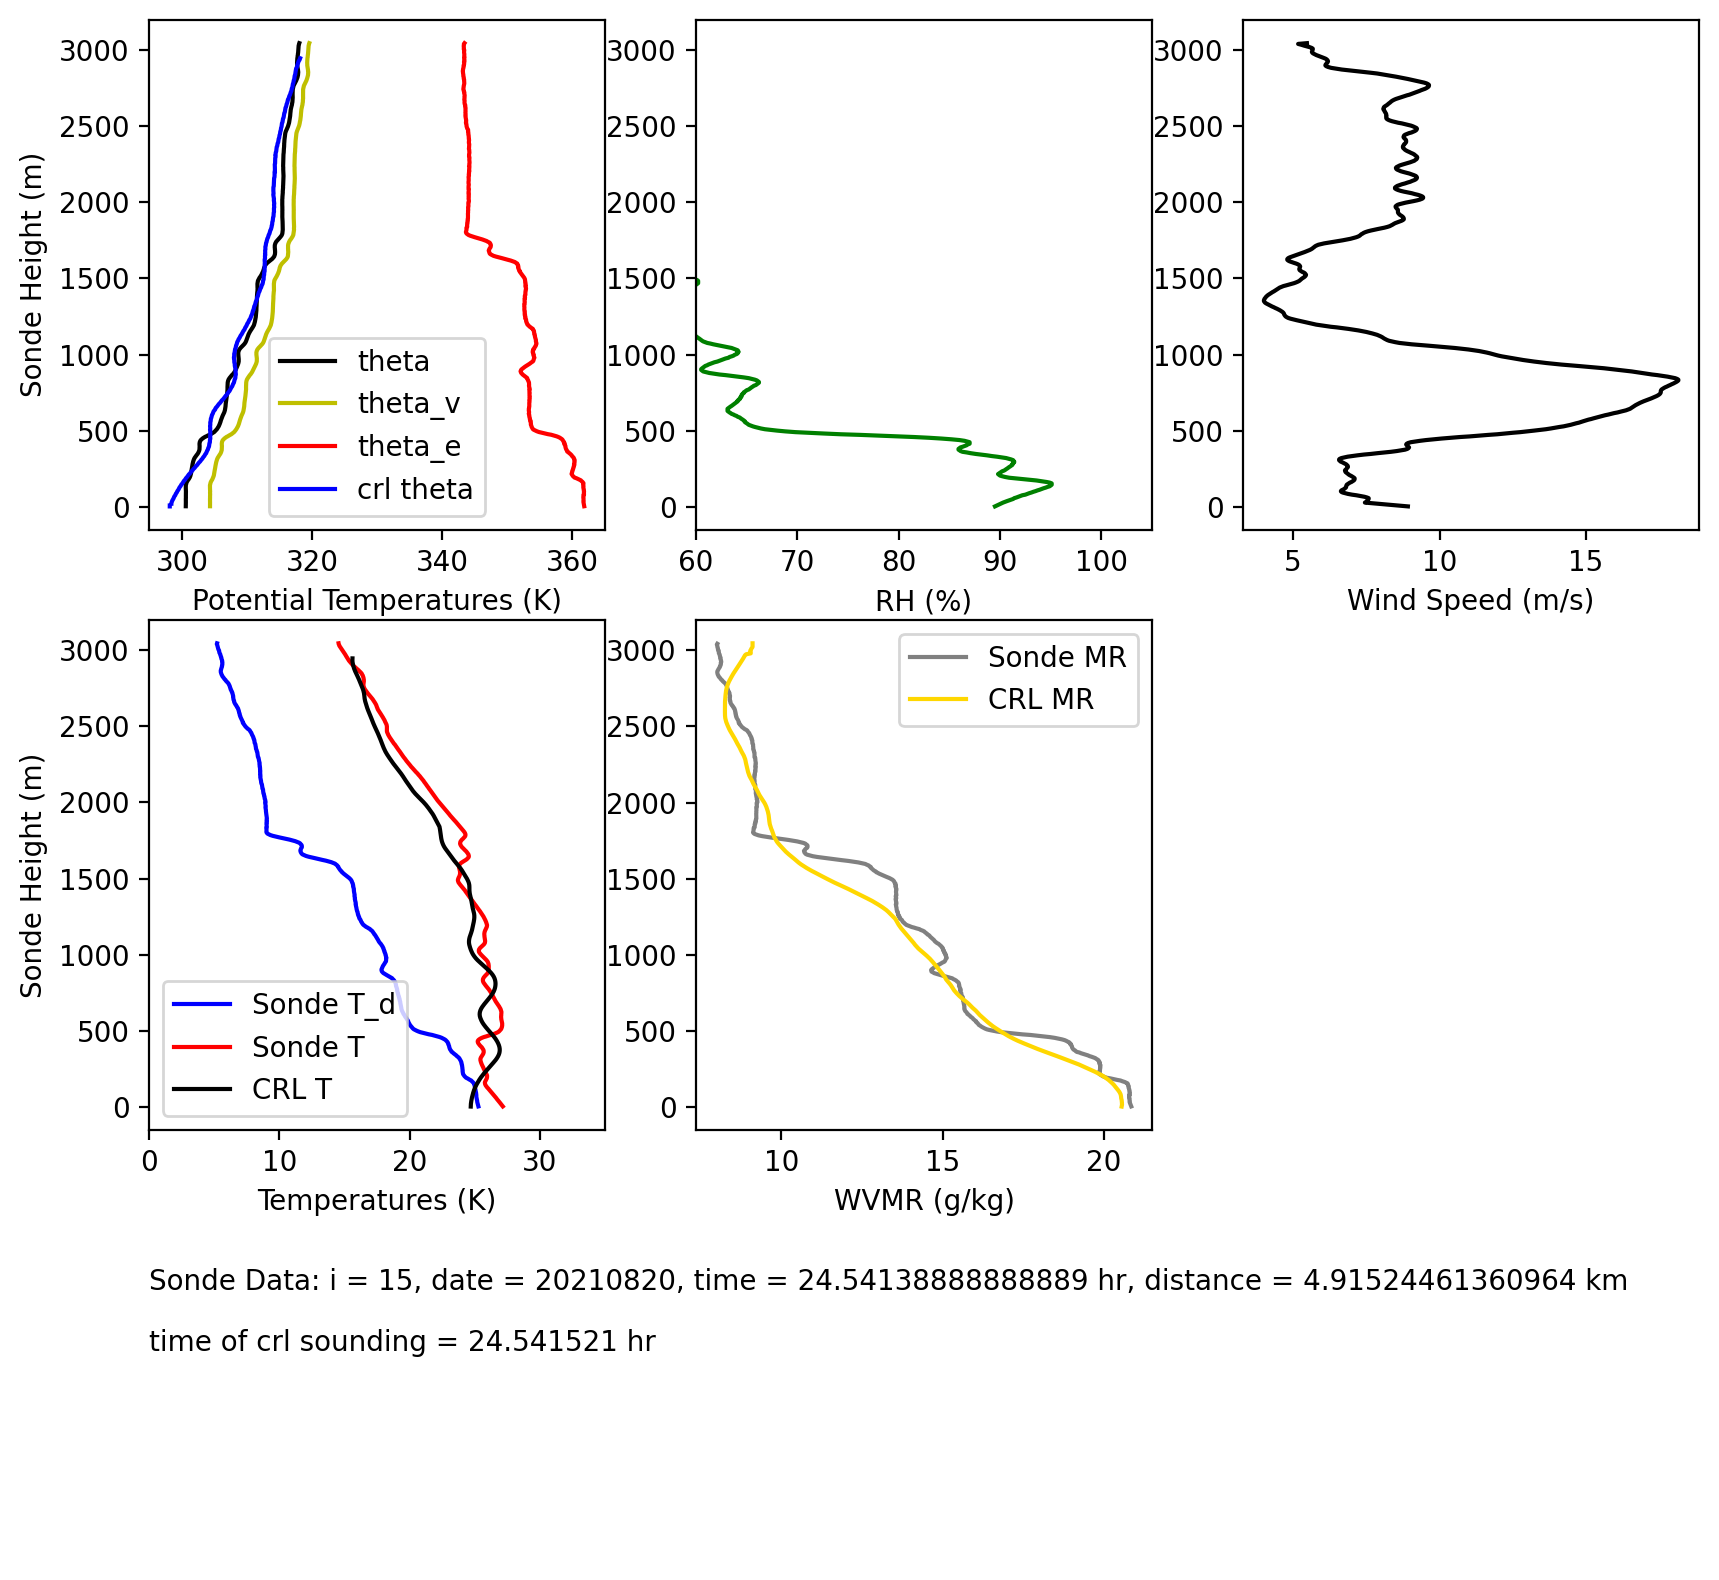 3000
2500
2000
1500
1000
500
0
Sonde Height (m)
300 320 340 360
Potential Temperatures (K)
theta
theta_v
theta_e
crl theta
3000
2500
2000
1500
1000
500
0
60 70 80 90 100
RH (%)
3000
2500
2000
1500
1000
500
0
5 10 15
Wind Speed (m/s)
3000
2500
2000
1500
1000
500
0
Sonde Height (m)
Sonde T_d
Sonde T
CRL T
0 10 20 30
Temperatures (K)
3000
2500
2000
1500
1000
500
0
Sonde MR
CRL MR
10 15 20
WVMR (g/kg)
Sonde Data: i = 15, date = 20210820, time = 24.54138888888889 hr, distance = 4.91524461360964 km
time of crl sounding = 24.541521 hr